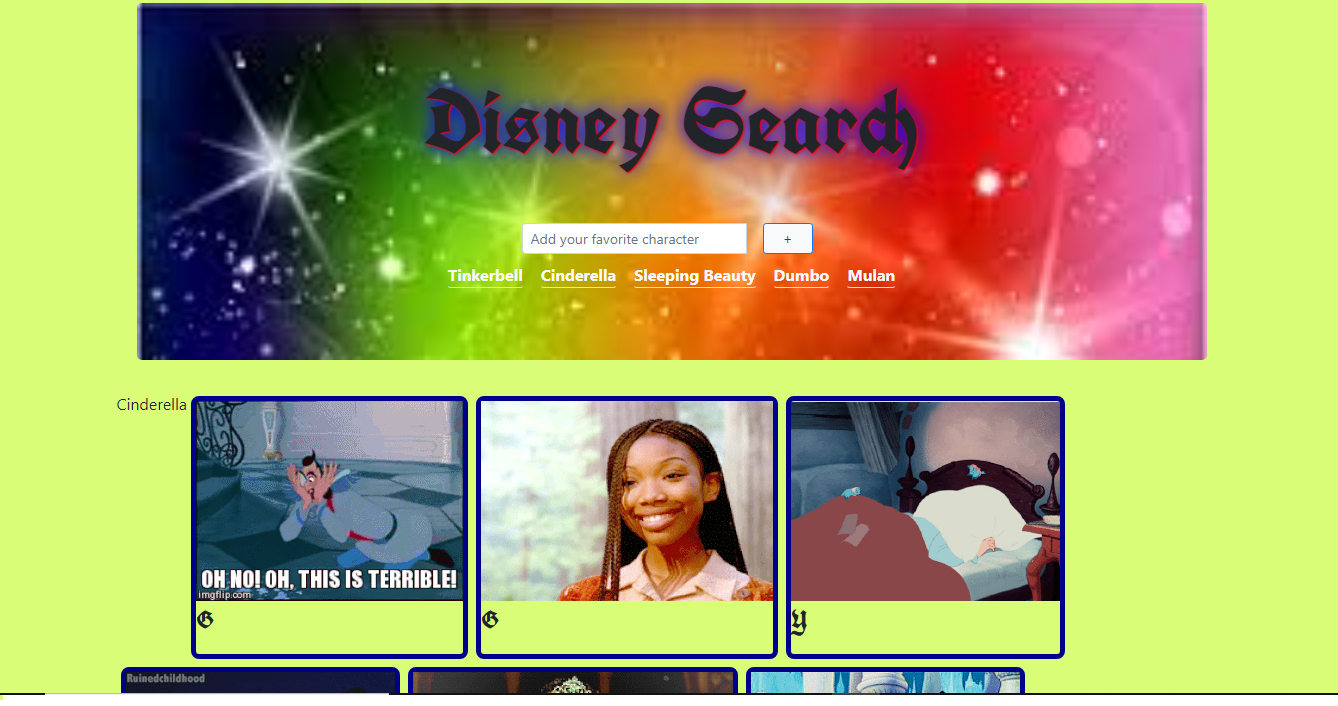 Disney Search
Add your favorite character
+
Tinkerbell Cinderella Sleeping Beauty Dumbo Mulan
Cinderella
OH NO! OH, THIS IS TERRIBLE!
imgflip.com
G G Y
Ruinedchildhood